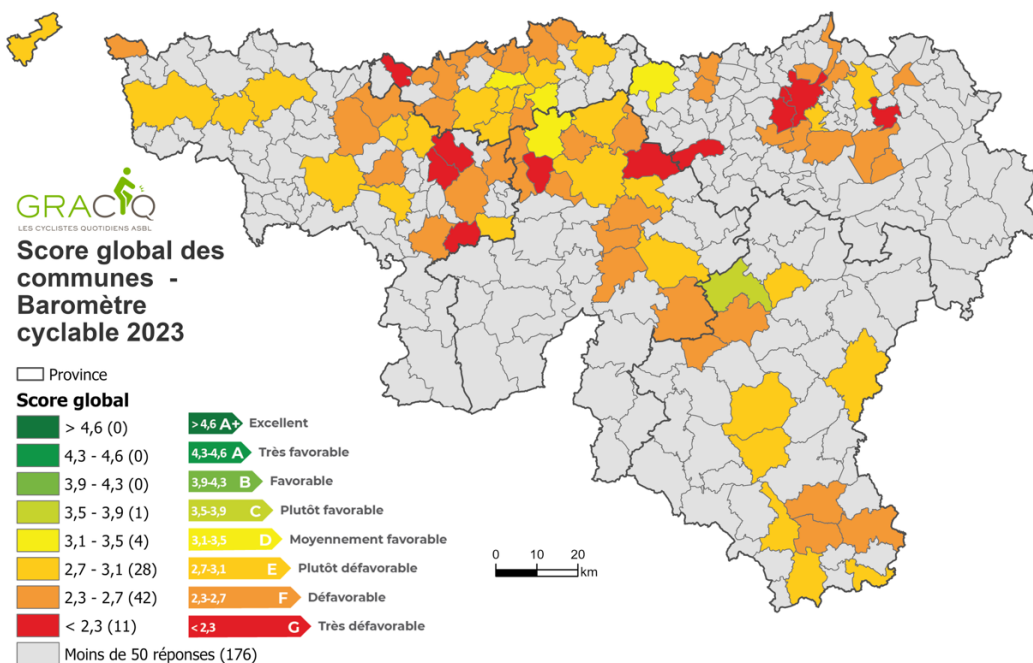 GRACQ
LES CYCLISTES QUOTIDIENS ASBL
Score global des
communes -
Baromètre
cyclable 2023
Province
Score global
> 4,6 (0)
4,3 - 4,6 (0)
3,9 - 4,3 (0)
3,5 - 3,9 (1)
3,1 - 3,5 (4)
2,7 - 3,1 (28)
2,3 - 2,7 (42)
< 2,3 (11)
Moins de 50 réponses (176)
> 4,6 A+ Excellent
4,3-4,6 A Très favorable
3,9-4,3 B Favorable
3,5-3,9 C Plutôt favorable
3,1-3,5 D Moyennement favorable
2,7-3,1 E Plutôt défavorable
2,3-2,7 F Défavorable
< 2,3 G Très défavorable
0 10 20
km